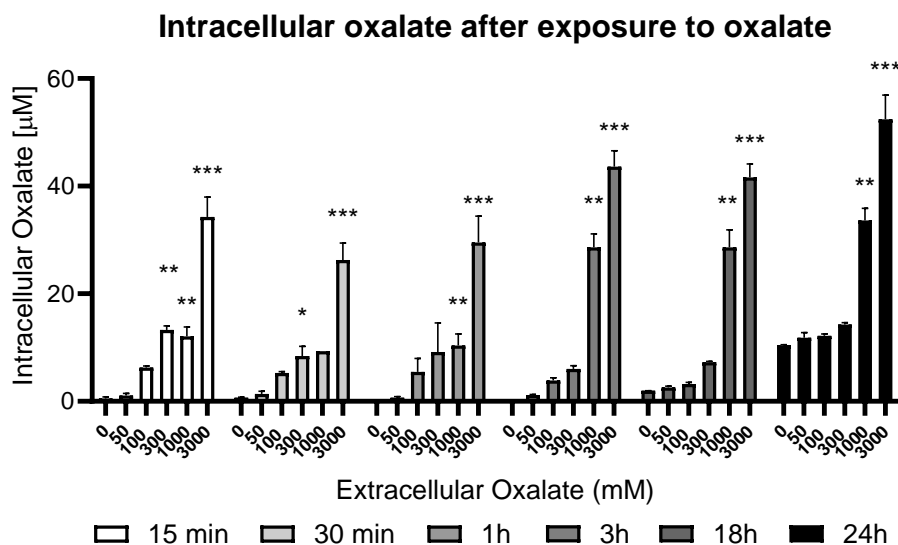 Intracellular oxalate after exposure to oxalate
Intracellular Oxalate [µM]
60
40
20
0
** ** *** * *** ** *** ** *** ** *** ** ***
0 50 100 300 1000 3000 0 50 100 300 1000 3000 0 50 100 300 1000 3000 0 50 100 300 1000 3000 0 50 100 300 1000 3000 0 50 100 300 1000 3000
Extracellular Oxalate (mM)
15 min 30 min 1h 3h 18h 24h